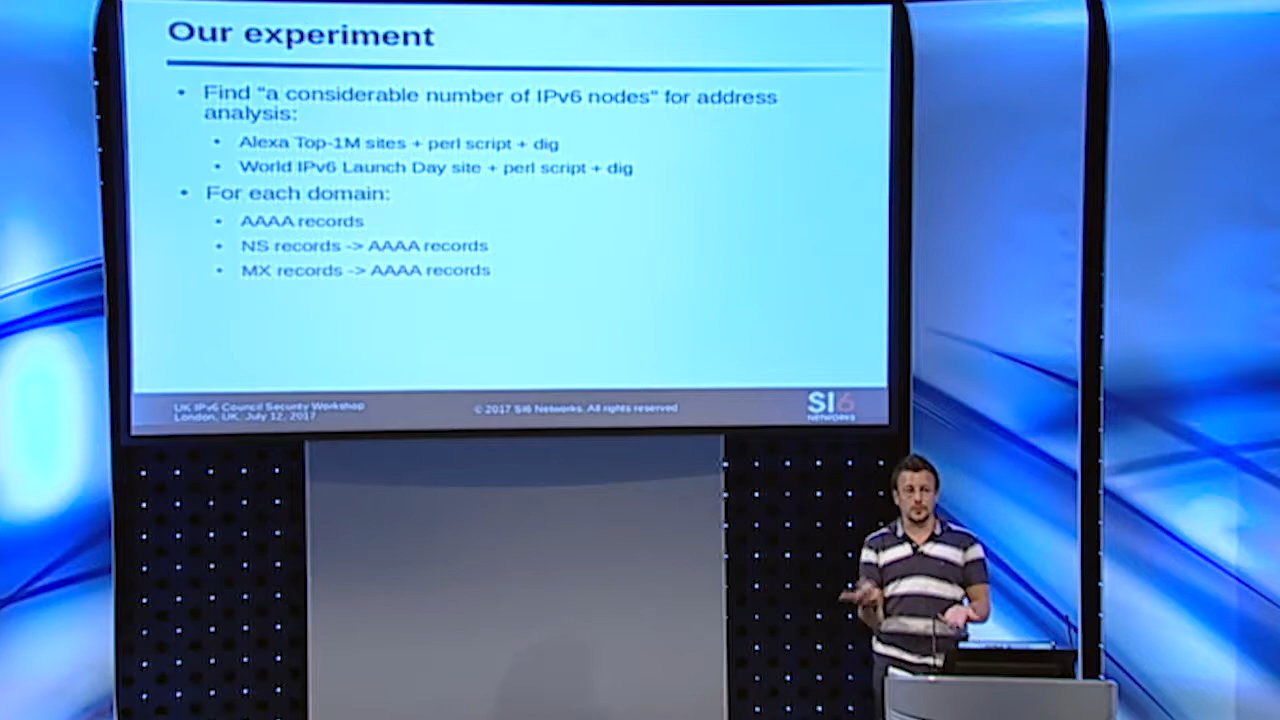 Our experiment
• Find "a considerable number of IPv6 nodes" for address
analysis:
• Alexa Top-1M sites + perl script + dig
• World IPv6 Launch Day site + perl script + dig
• For each domain:
• AAAA records
• NS records -> AAAA records
• MX records -> AAAA records
UK IPv6 Council Security Workshop
London, UK. July 12, 2017
© 2017 SI6 Networks. All rights reserved
SI6
NETWORKS